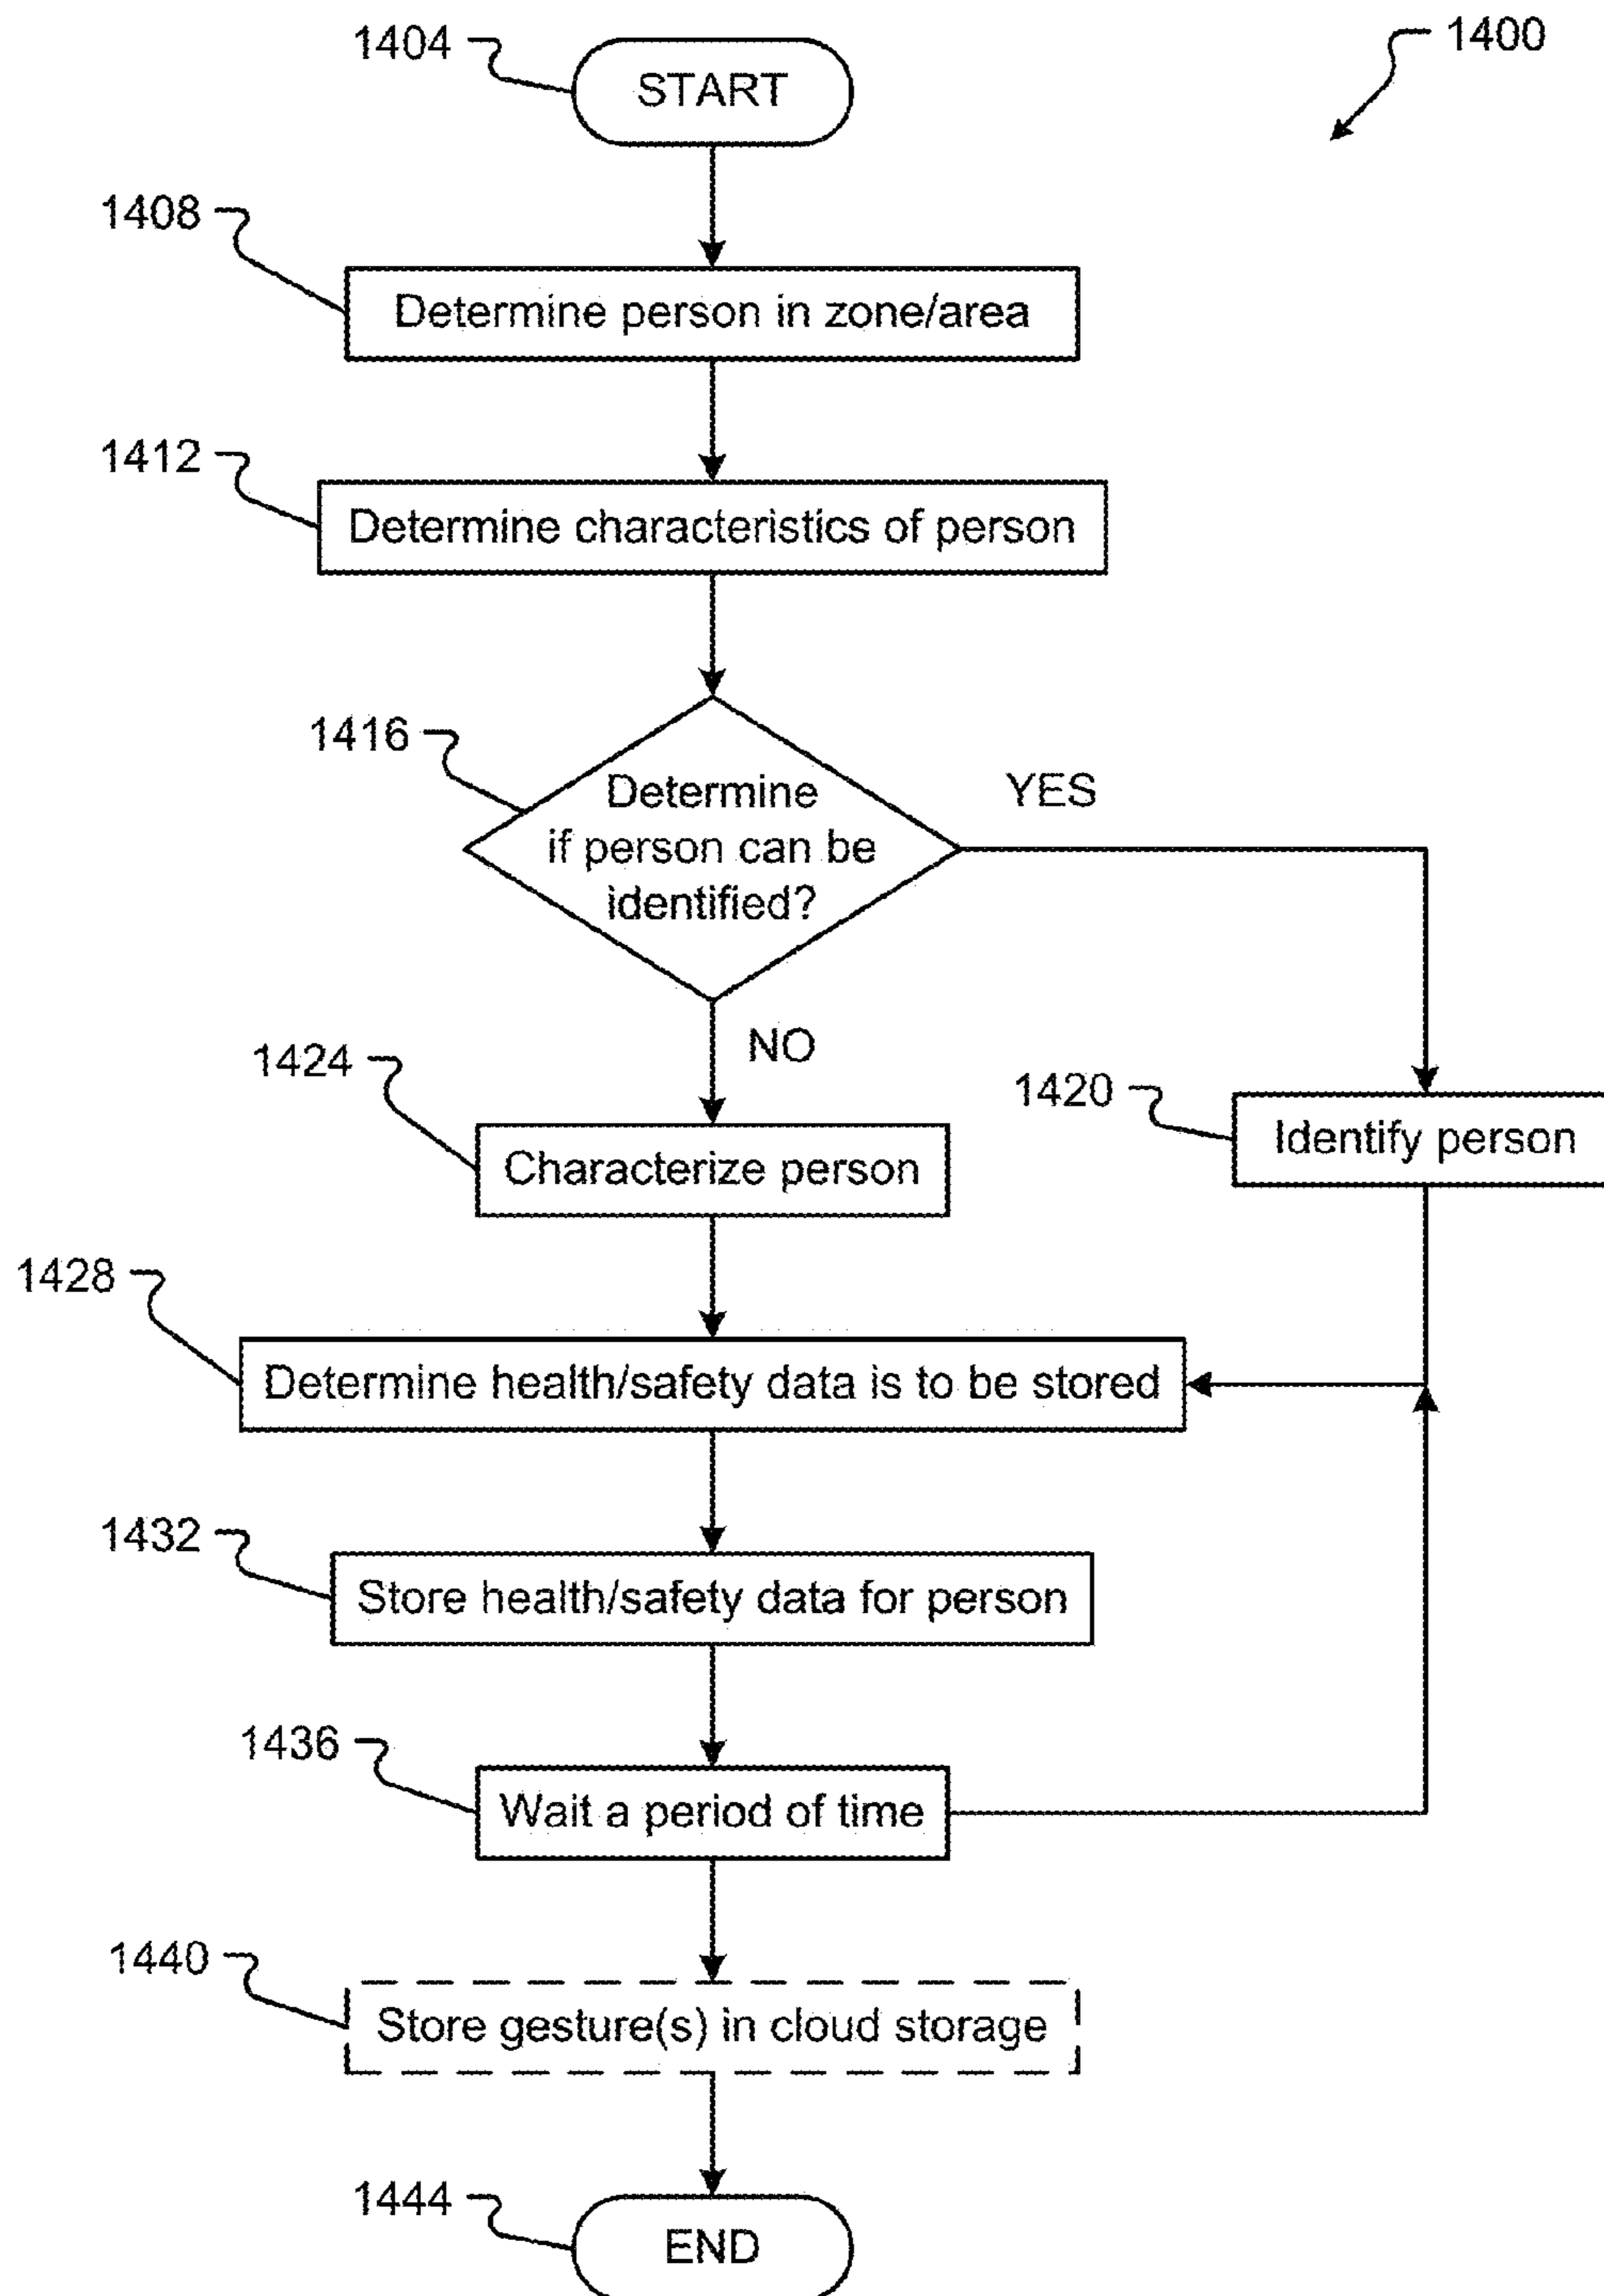 1400
1404
START
1408
Determine person in zone/area
1412
Determine characteristics of person
1416
Determine
if person can be
identified?
YES
NO
1424
Characterize person
1420
Identify person
1428
Determine health/safety data is to be stored
1432
Store health/safety data for person
1436
Wait a period of time
1440
Store gesture(s) in cloud storage
1444
END